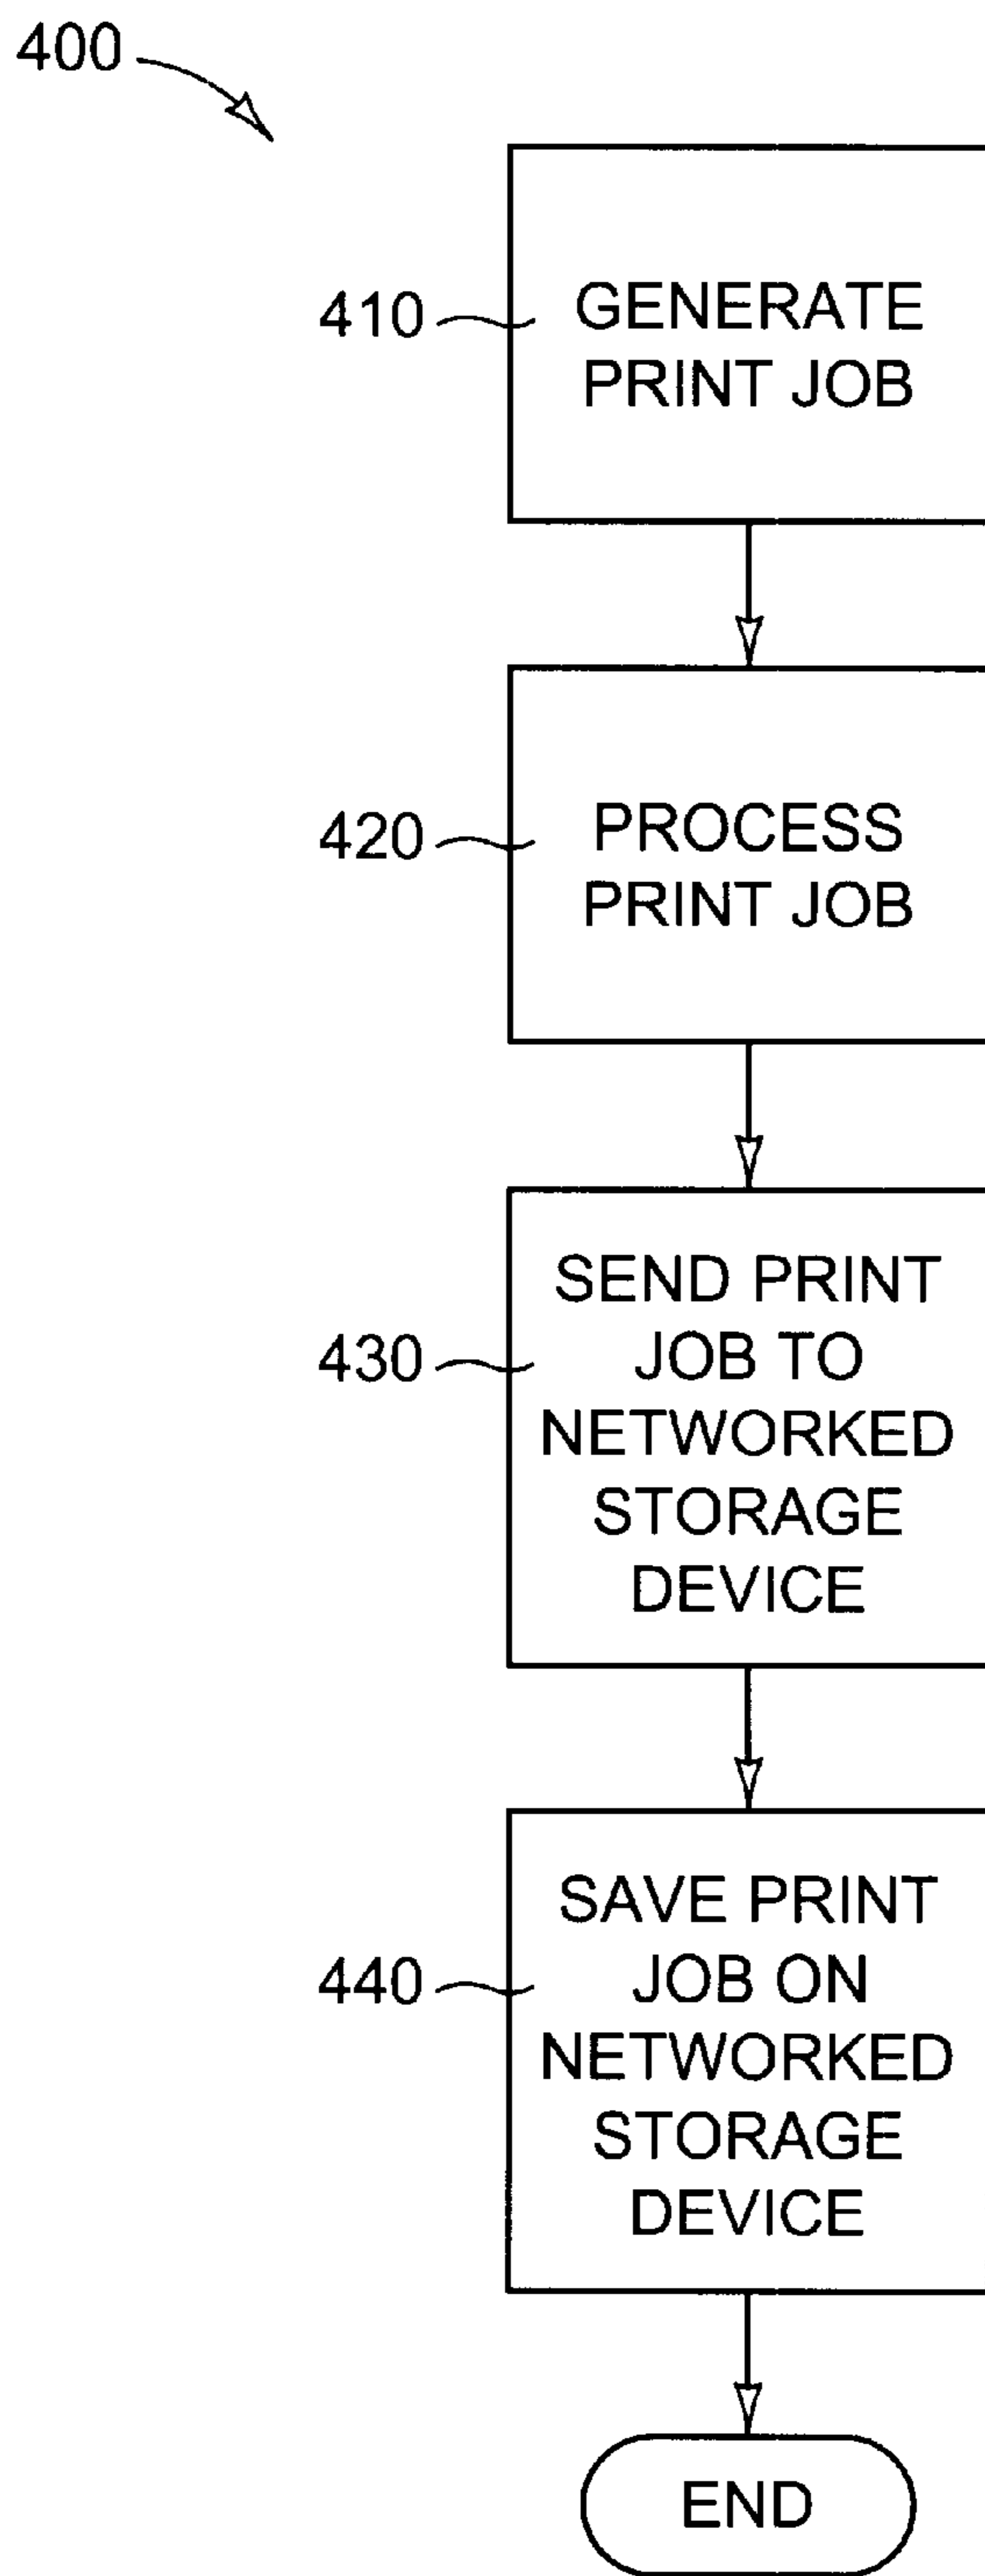 400
410
GENERATE
PRINT JOB
420
PROCESS
PRINT JOB
430
SEND PRINT
JOB TO
NETWORKED
STORAGE
DEVICE
440
SAVE PRINT
JOB ON
NETWORKED
STORAGE
DEVICE
END